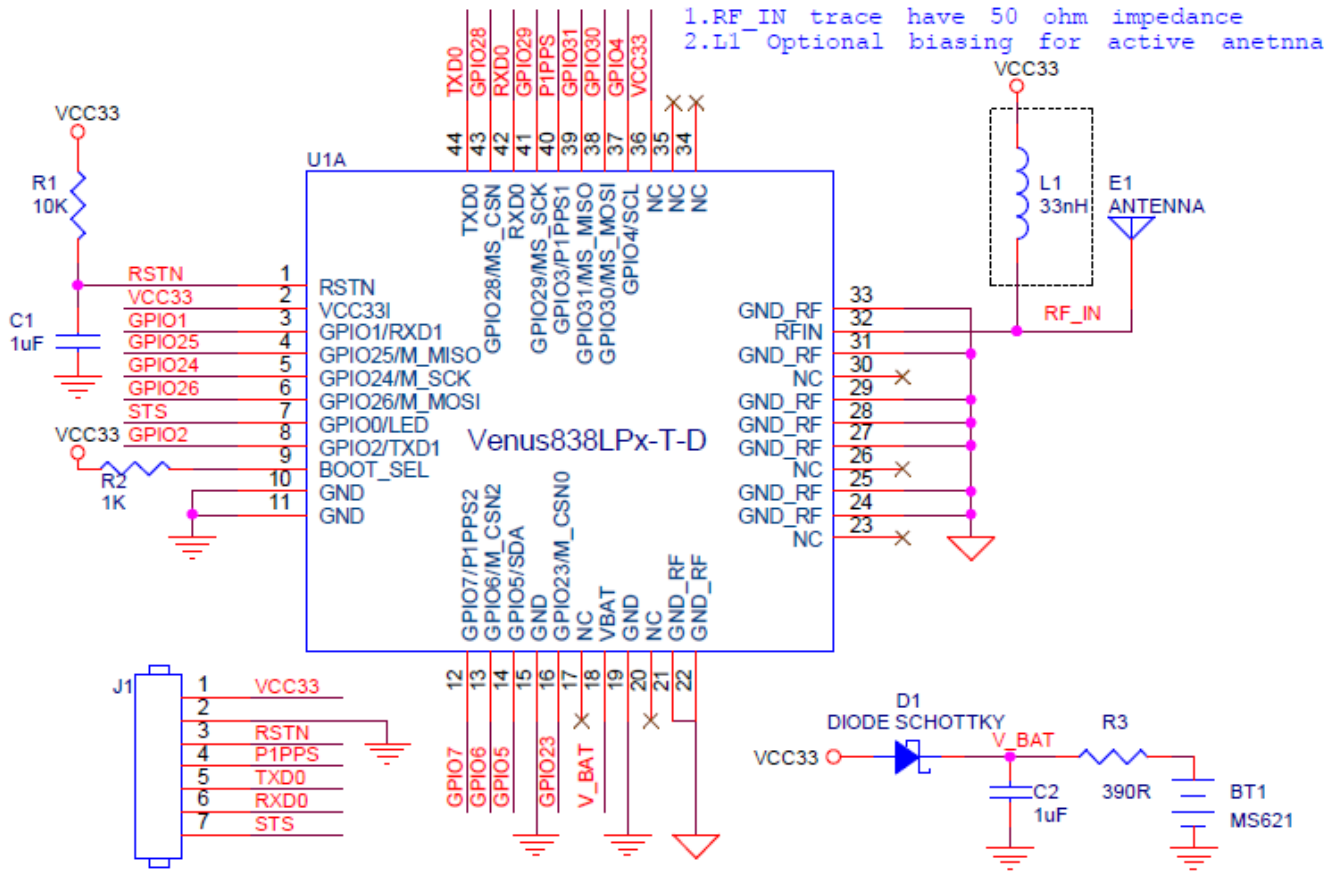 1.RF_IN trace have 50 ohm impedance
2.L1 Optional biasing for active anetnna
VCC33
TXD0
GPIO28
RXD0
GPIO29
P1PPS
GPIO31
GPIO30
GPIO4
VCC33
44
43
42
41
40
39
38
37
36
35
34
VCC33
R1
10K
C1
1uF
U1A
TXD0
GPIO28/MS_CSN
RXD0
GPIO29/MS_SCK
GPIO3/P1PPS1
GPIO31/MS_MISO
GPIO30/MS_MOSI
GPIO4/SCL
NC
NC
NC
L1
33nH
E1
ANTENNA
RF_IN
RSTN 1 RSTN
VCC33 2 VCC33I
GPIO1 3 GPIO1/RXD1
GPIO25 4 GPIO25/M_MISO
GPIO24 5 GPIO24/M_SCK
GPIO26 6 GPIO26/M_MOSI
STS 7 GPIO0/LED
GPIO2 8 GPIO2/TXD1
9 BOOT_SEL
10 GND
11 GND
VCC33
R2
1K
Venus838LPx-T-D
GND_RF 33
RFIN 32
GND_RF 31
NC 30
GND_RF 29
GND_RF 28
GND_RF 27
NC 26
GND_RF 25
GND_RF 24
NC 23
GPIO7/P1PPS2
GPIO6/M_CSN2
GPIO5/SDA
GND
GPIO23/M_CSN0
NC
VBAT
GND
NC
GND_RF
GND_RF
12
13
14
15
16
17
18
19
20
21
22
GPIO7
GPIO6
GPIO5
GPIO23
V_BAT
J1
1 VCC33
2
3 RSTN
4 P1PPS
5 TXD0
6 RXD0
7 STS
D1
DIODE SCHOTTKY
VCC33
V_BAT
R3
390R
C2
1uF
BT1
MS621